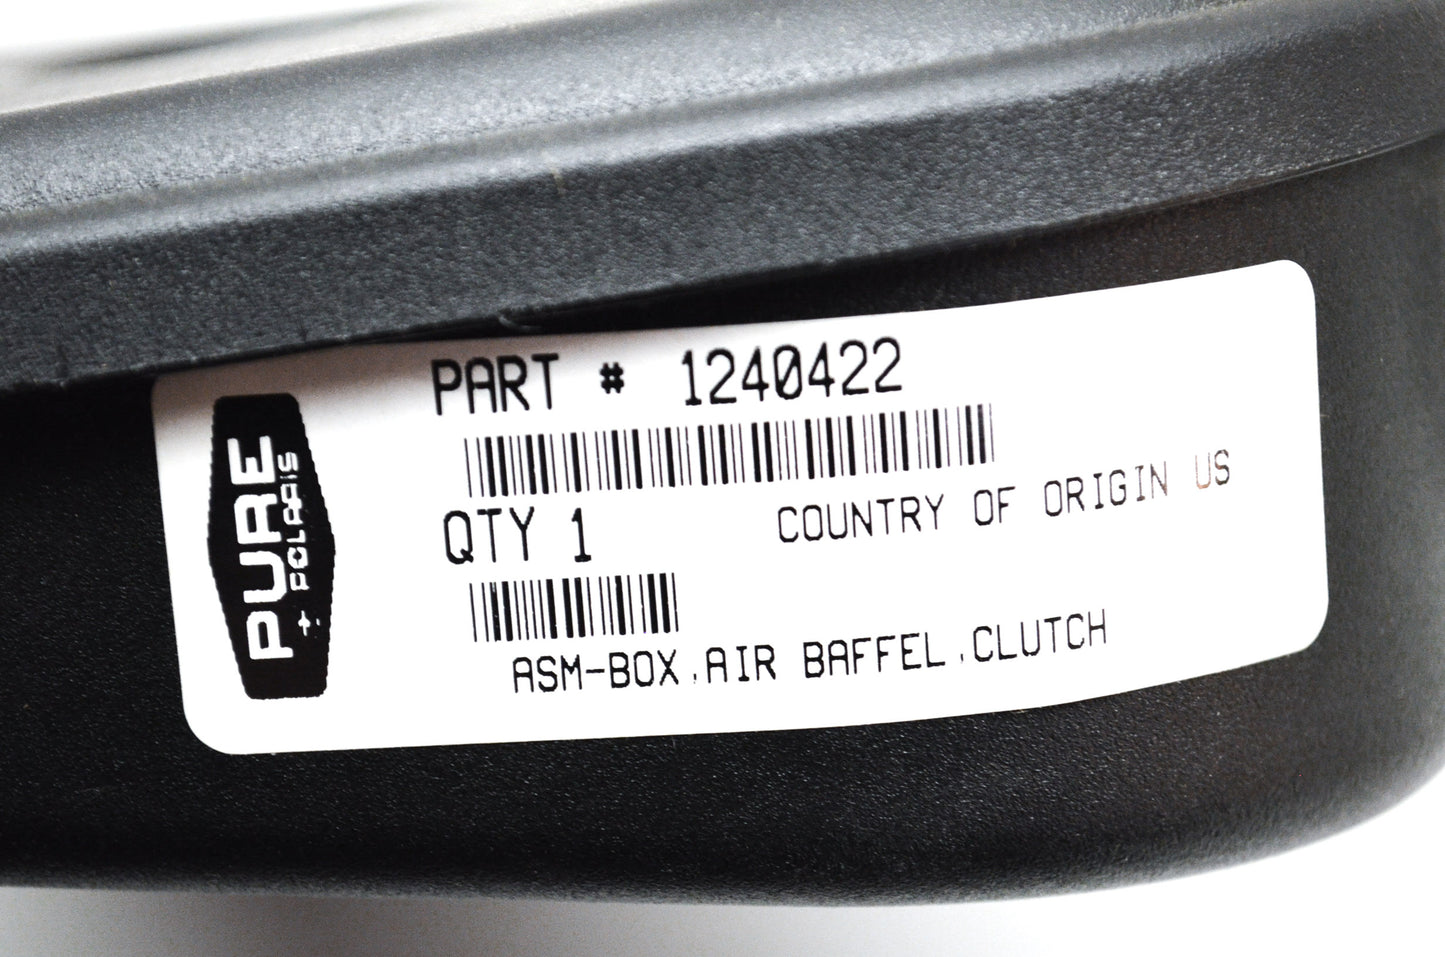 PART # 1240422
QTY 1
COUNTRY OF ORIGIN US
ASM-BOX,AIR BAFFEL,CLUTCH
PURE
POLARIS